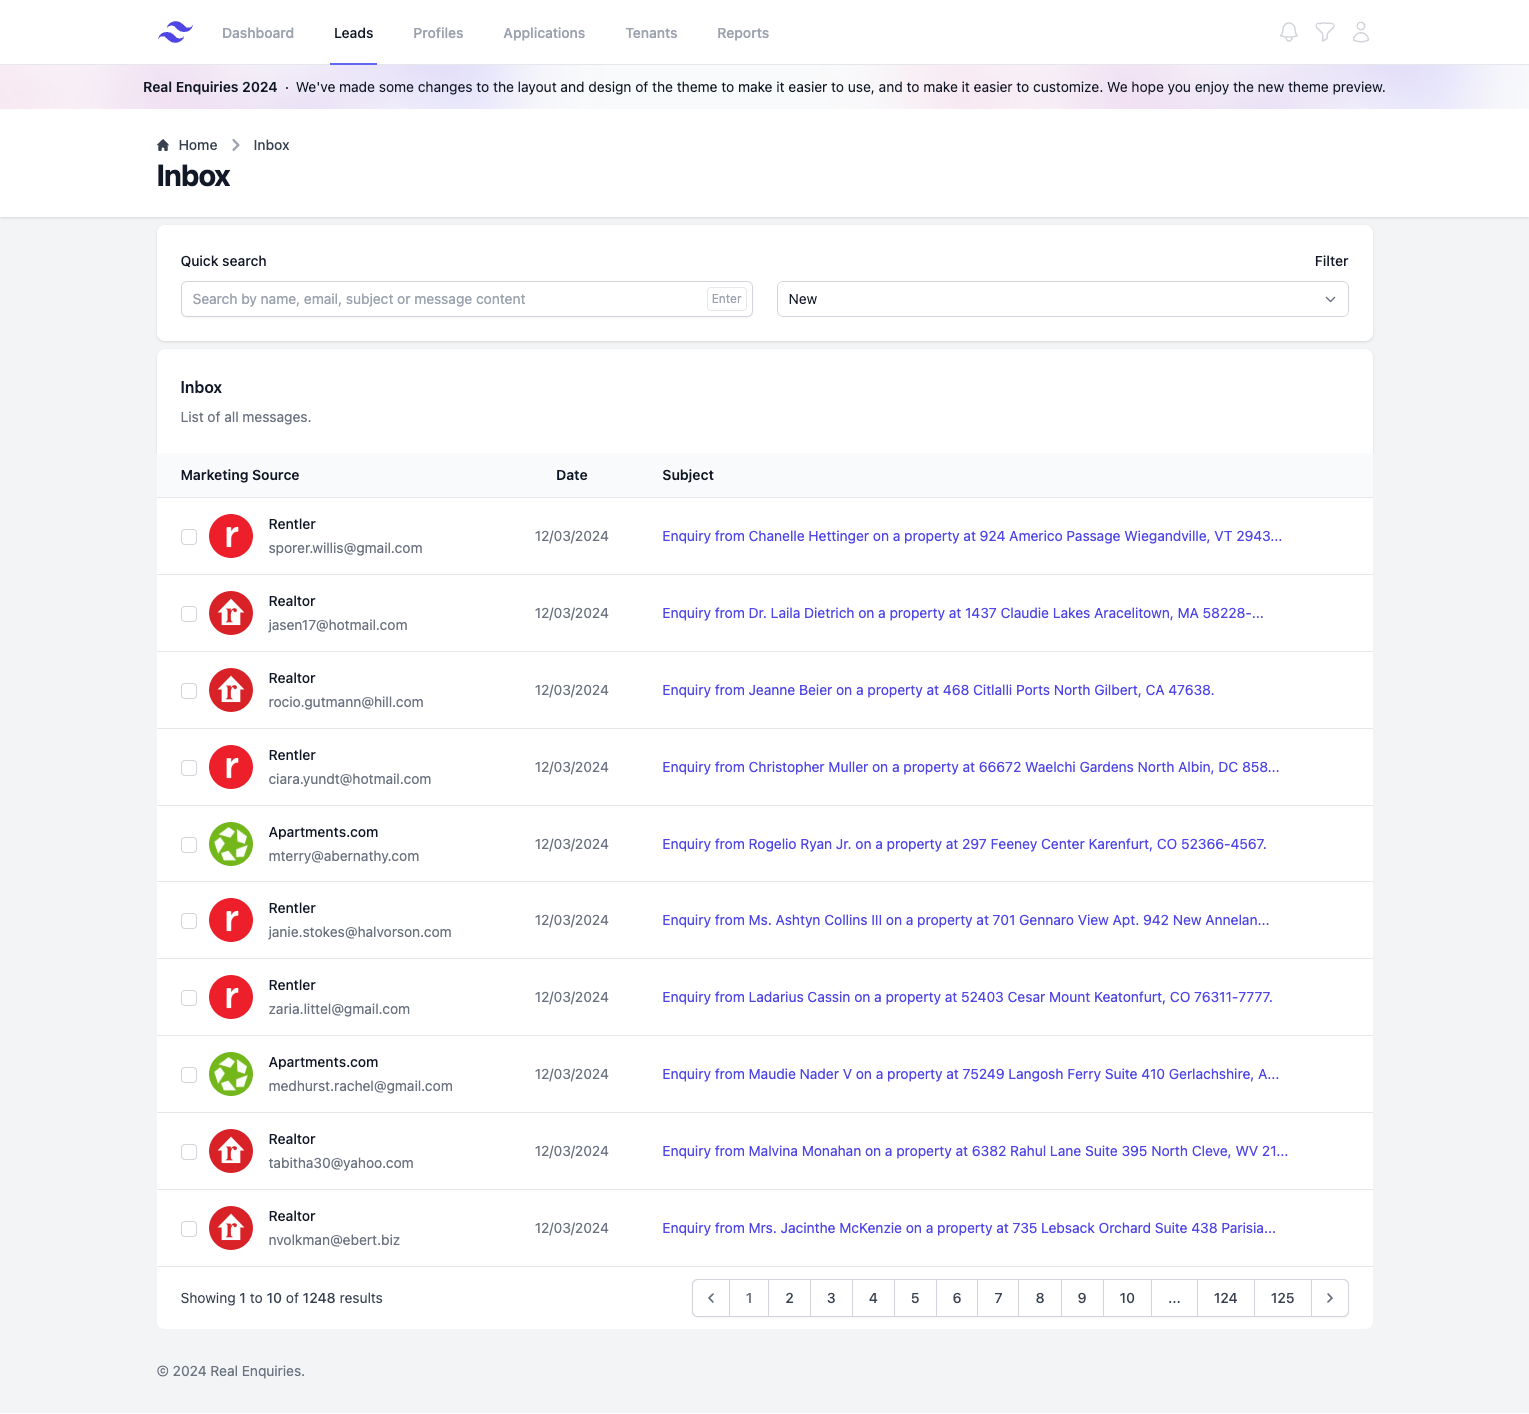 Dashboard Leads Profiles Applications Tenants Reports
Real Enquiries 2024 · We've made some changes to the layout and design of the theme to make it easier to use, and to make it easier to customize. We hope you enjoy the new theme preview.
Home Inbox
Inbox
Quick search Filter
Search by name, email, subject or message content Enter New
Inbox
List of all messages.
Marketing Source Date Subject
Rentler
sporer.willis@gmail.com 12/03/2024 Enquiry from Chanelle Hettinger on a property at 924 Americo Passage Wiegandville, VT 2943...
Realtor
jasen17@hotmail.com 12/03/2024 Enquiry from Dr. Laila Dietrich on a property at 1437 Claudie Lakes Aracelitown, MA 58228-...
Realtor
rocio.gutmann@hill.com 12/03/2024 Enquiry from Jeanne Beier on a property at 468 Citlalli Ports North Gilbert, CA 47638.
Rentler
ciara.yundt@hotmail.com 12/03/2024 Enquiry from Christopher Muller on a property at 66672 Waelchi Gardens North Albin, DC 858...
Apartments.com
mterry@abernathy.com 12/03/2024 Enquiry from Rogelio Ryan Jr. on a property at 297 Feeney Center Karenfurt, CO 52366-4567.
Rentler
janie.stokes@halvorson.com 12/03/2024 Enquiry from Ms. Ashtyn Collins III on a property at 701 Gennaro View Apt. 942 New Annelan...
Rentler
zaria.littel@gmail.com 12/03/2024 Enquiry from Ladarius Cassin on a property at 52403 Cesar Mount Keatonfurt, CO 76311-7777.
Apartments.com
medhurst.rachel@gmail.com 12/03/2024 Enquiry from Maudie Nader V on a property at 75249 Langosh Ferry Suite 410 Gerlachshire, A...
Realtor
tabitha30@yahoo.com 12/03/2024 Enquiry from Malvina Monahan on a property at 6382 Rahul Lane Suite 395 North Cleve, WV 21...
Realtor
nvolkman@ebert.biz 12/03/2024 Enquiry from Mrs. Jacinthe McKenzie on a property at 735 Lebsack Orchard Suite 438 Parisia...
Showing 1 to 10 of 1248 results 1 2 3 4 5 6 7 8 9 10 ... 124 125
© 2024 Real Enquiries.